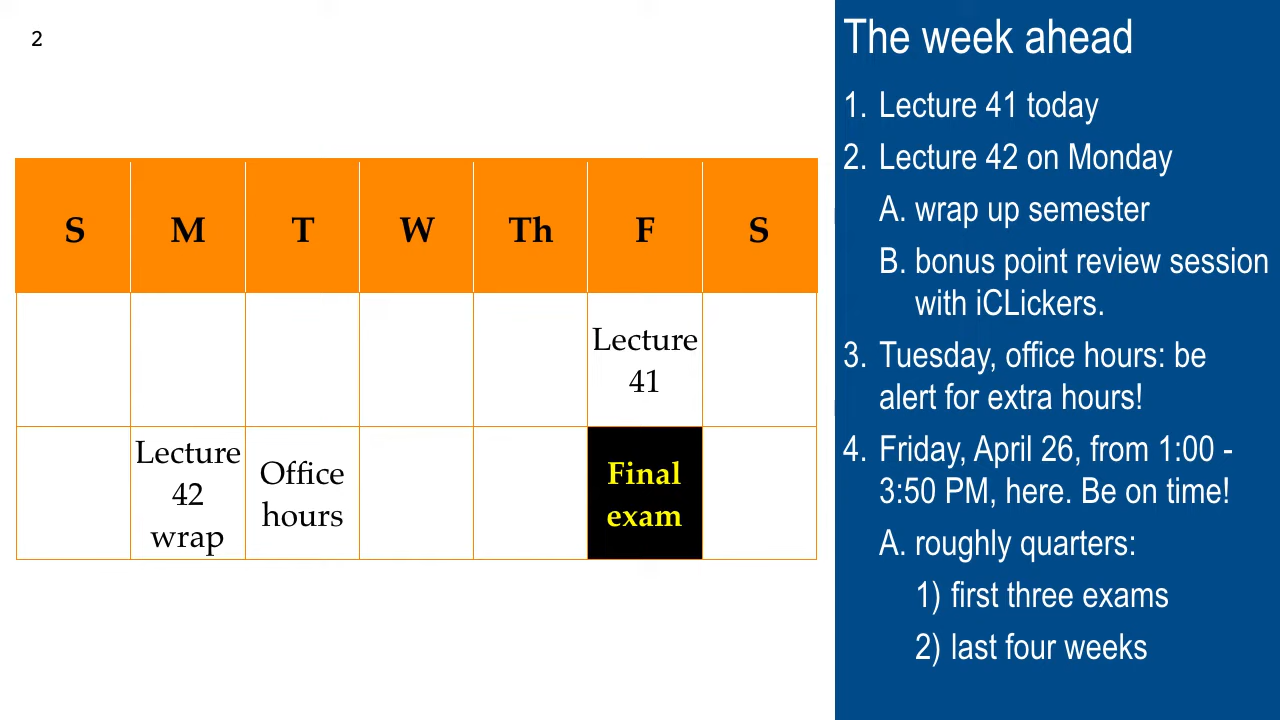 2
S M T W Th F S
Lecture
41
Lecture
42
wrap
Office
hours
Final
exam
The week ahead
1. Lecture 41 today
2. Lecture 42 on Monday
A. wrap up semester
B. bonus point review session
with iCLickers.
3. Tuesday, office hours: be
alert for extra hours!
4. Friday, April 26, from 1:00 -
3:50 PM, here. Be on time!
A. roughly quarters:
1) first three exams
2) last four weeks